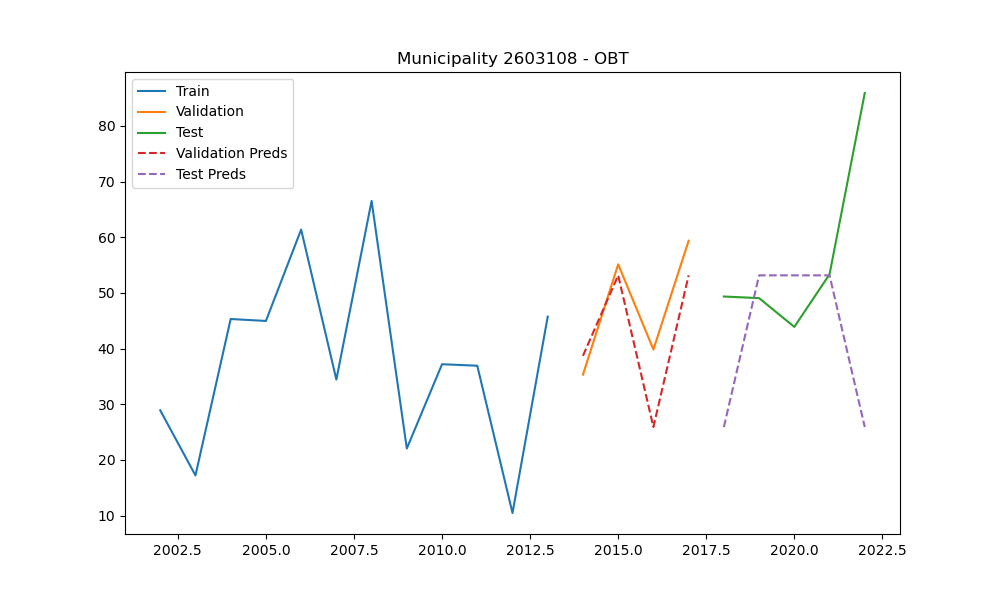 Municipality 2603108 - OBT
Train
Validation
Test
Validation Preds
Test Preds
80
70
60
50
40
30
20
10
2002.5 2005.0 2007.5 2010.0 2012.5 2015.0 2017.5 2020.0 2022.5